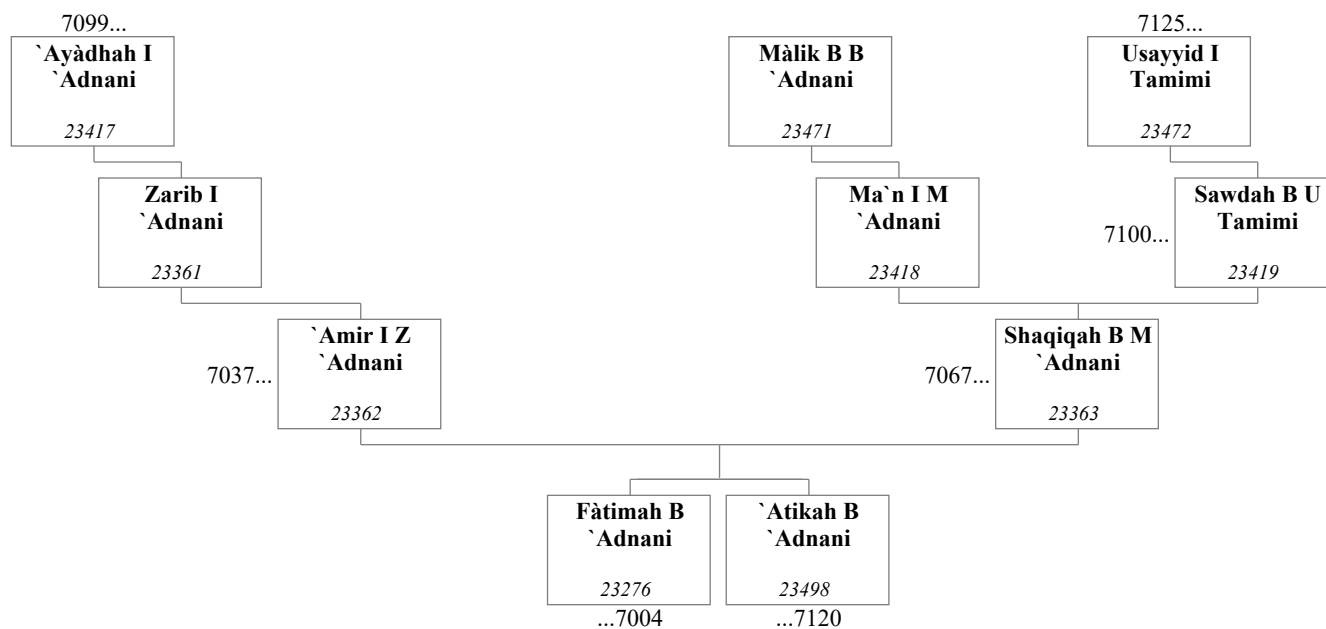 7099...
`Ayàdhah I
`Adnani
23417
Màlik B B
`Adnani
23471
7125...
Usayyid I
Tamimi
23472
Zarib I
`Adnani
23361
Ma`n I M
`Adnani
23418
7100...
Sawdah B U
Tamimi
23419
7037...
`Amir I Z
`Adnani
23362
7067...
Shaqiqah B M
`Adnani
23363
Fàtimah B
`Adnani
23276
...7004
`Atikah B
`Adnani
23498
...7120